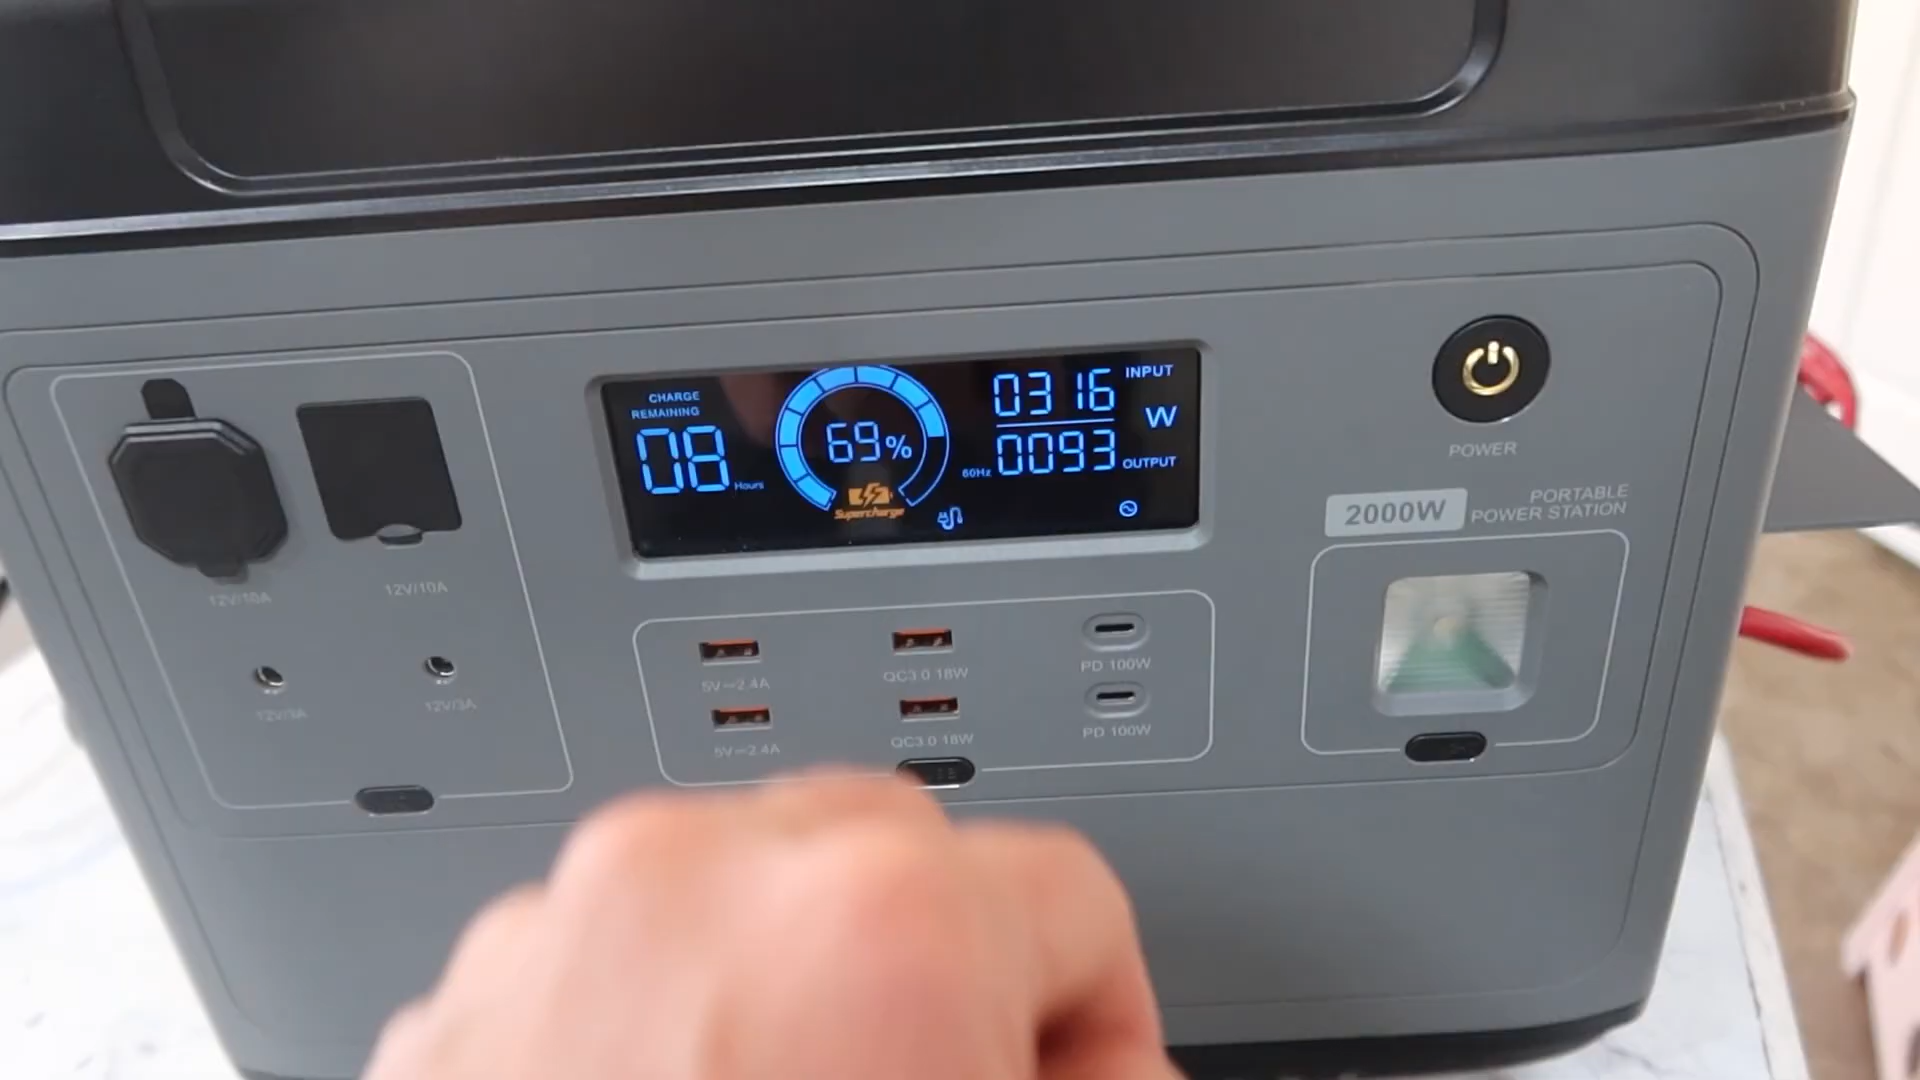 CHARGE
REMAINING
08 Hours
69%
Supercharge
0316 INPUT
W
60Hz 0093 OUTPUT
POWER
2000W PORTABLE
POWER STATION
12V/10A
12V/10A
12V/3A
12V/3A
5V⎓2.4A
QC3.0 18W
PD 100W
5V⎓2.4A
QC3.0 18W
PD 100W